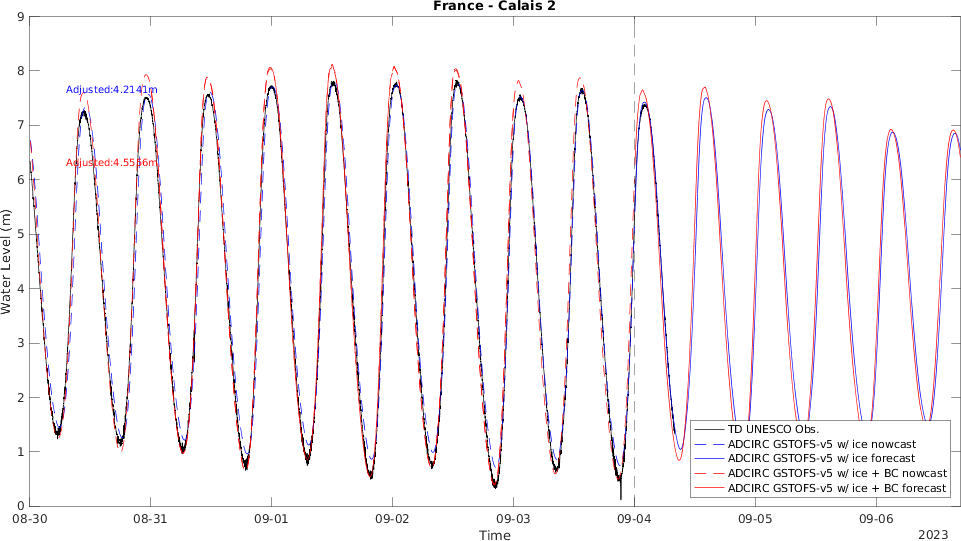 France - Calais 2
9
8
7
6
5
4
3
2
1
0
Water Level (m)
Adjusted:4.2141m
Adjusted:4.5556m
TD UNESCO Obs.
ADCIRC GSTOFS-v5 w/ ice nowcast
ADCIRC GSTOFS-v5 w/ ice forecast
ADCIRC GSTOFS-v5 w/ ice + BC nowcast
ADCIRC GSTOFS-v5 w/ ice + BC forecast
08-30 08-31 09-01 09-02 09-03 09-04 09-05 09-06
Time
2023